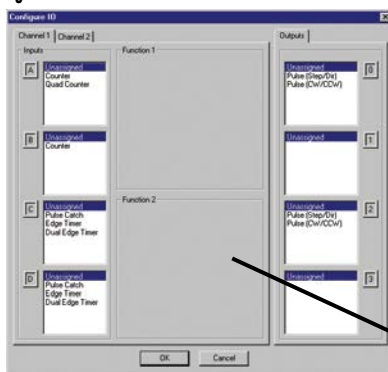 Configure IO
Channel 1 Channel 2
Outputs
Inputs
Function 1
A
Unassigned
Counter
Quad Counter
Unassigned
Pulse (Step/Dir)
Pulse (CW/CCW)
0
B
Unassigned
Counter
Unassigned
1
Function 2
C
Unassigned
Pulse Catch
Edge Timer
Dual Edge Timer
Unassigned
Pulse (Step/Dir)
Pulse (CW/CCW)
2
D
Unassigned
Pulse Catch
Edge Timer
Dual Edge Timer
Unassigned
3
OK Cancel